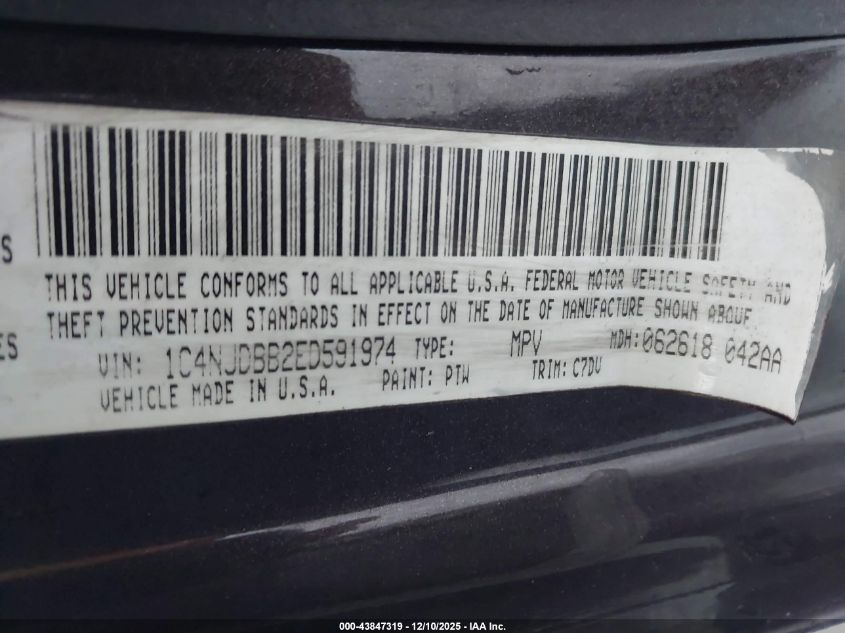 S
THIS VEHICLE CONFORMS TO ALL APPLICABLE U.S.A. FEDERAL MOTOR VEHICLE SAFETY AND
THEFT PREVENTION STANDARDS IN EFFECT ON THE DATE OF MANUFACTURE SHOWN ABOVE.
ES
VIN: 1C4NJDBB2ED591974 TYPE: MPV MDH: 062618 042AA
VEHICLE MADE IN U.S.A. PAINT: PTW TRIM: C7DV
000-43847319 - 12/10/2025 - IAA Inc.